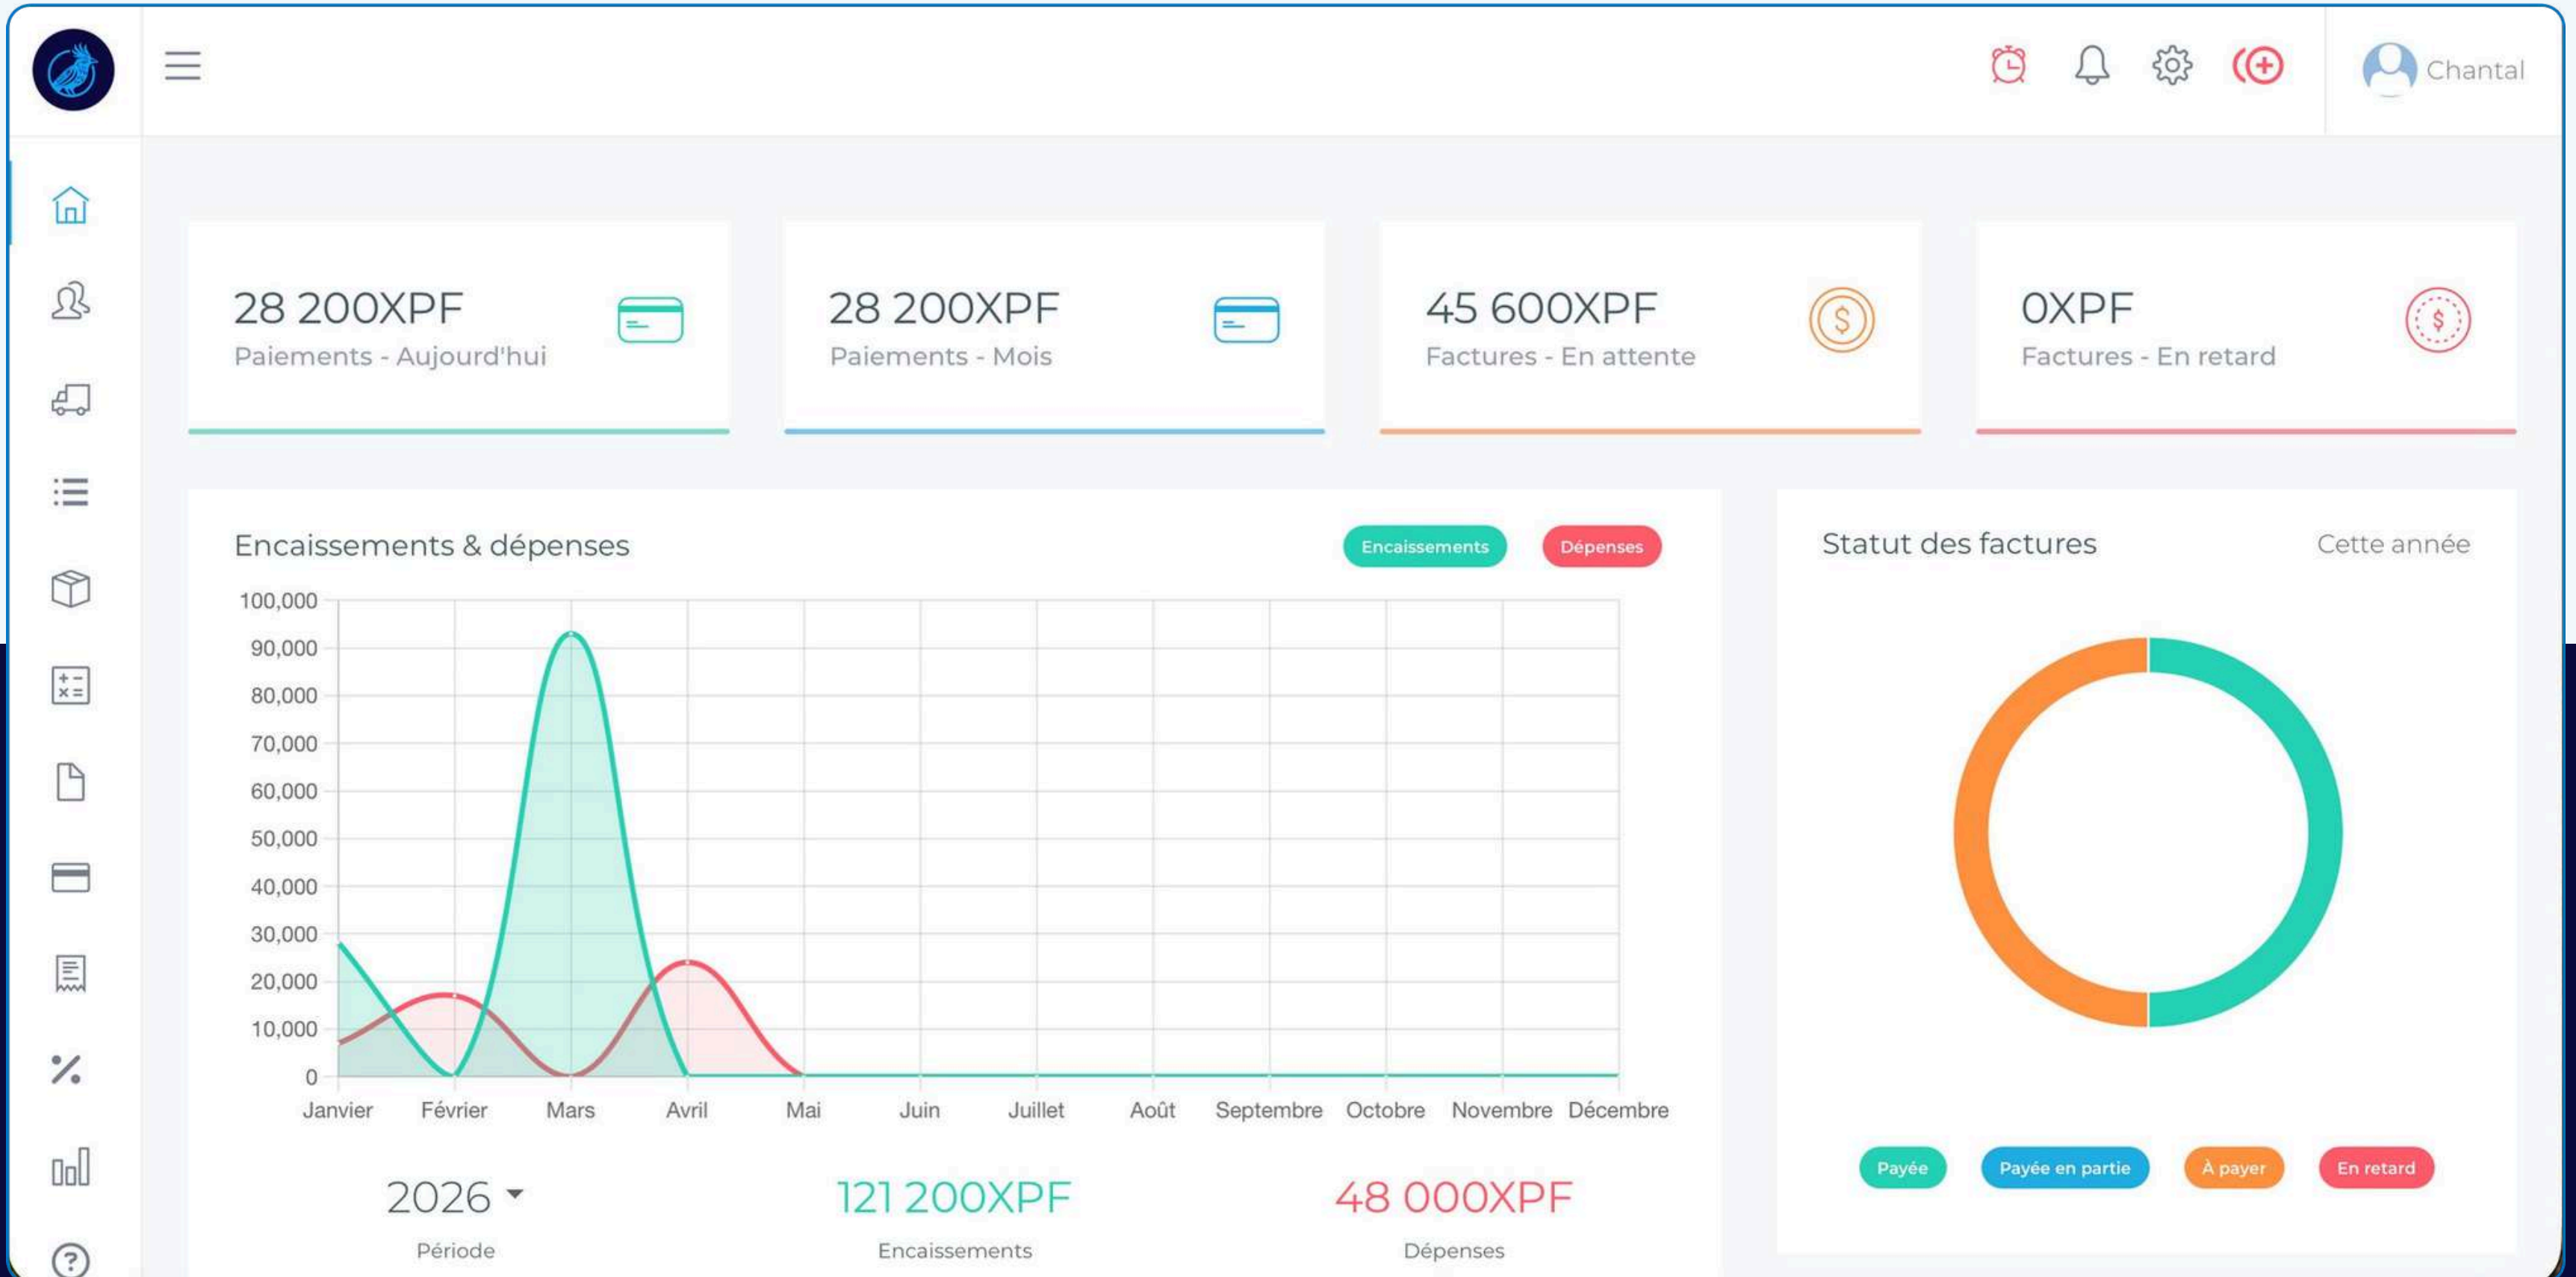 Chantal
28 200XPF
Paiements - Aujourd'hui
28 200XPF
Paiements - Mois
45 600XPF
Factures - En attente
0XPF
Factures - En retard
Encaissements & dépenses
Encaissements
Dépenses
100,000
90,000
80,000
70,000
60,000
50,000
40,000
30,000
20,000
10,000
0
Janvier Février Mars Avril Mai Juin Juillet Août Septembre Octobre Novembre Décembre
2026
Période
121 200XPF
Encaissements
48 000XPF
Dépenses
Statut des factures
Cette année
Payée
Payée en partie
À payer
En retard